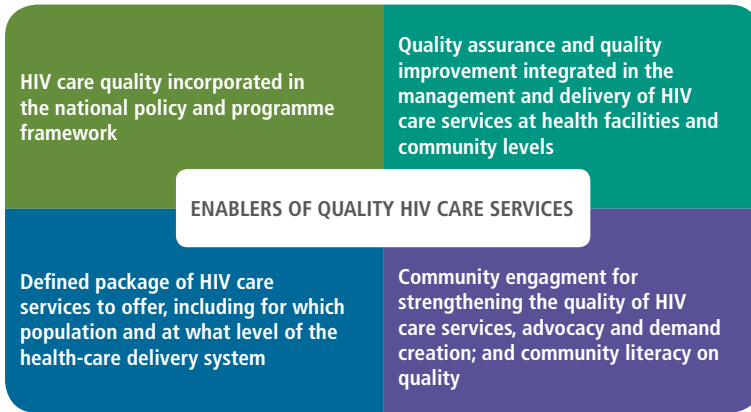 HIV care quality incorporated in
the national policy and programme
framework
Quality assurance and quality
improvement integrated in the
management and delivery of HIV
care services at health facilities and
community levels
ENABLERS OF QUALITY HIV CARE SERVICES
Defined package of HIV care
services to offer, including for which
population and at what level of the
health-care delivery system
Community engagment for
strengthening the quality of HIV
care services, advocacy and demand
creation; and community literacy on
quality